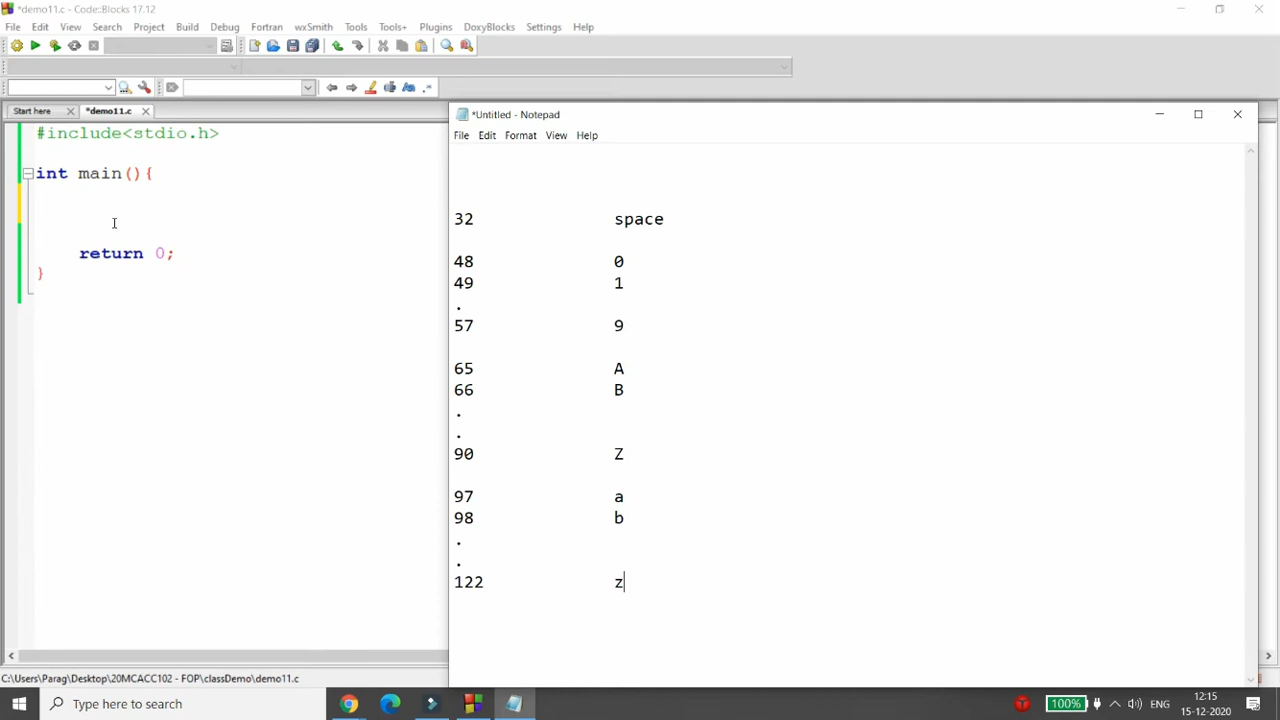 *demo11.c - Code::Blocks 17.12
File Edit View Search Project Build Debug Fortran wxSmith Tools Tools+ Plugins DoxyBlocks Settings Help
Start here *demo11.c
#include<stdio.h>
int main(){
return 0;
}
*Untitled - Notepad
File Edit Format View Help
32 space
48 0
49 1
.
57 9
65 A
66 B
.
.
90 Z
97 a
98 b
.
.
122 z
C:\Users\Parag\Desktop\20MCACC102 - FOP\classDemo\demo11.c
Type here to search
100%
ENG
12:15
15-12-2020